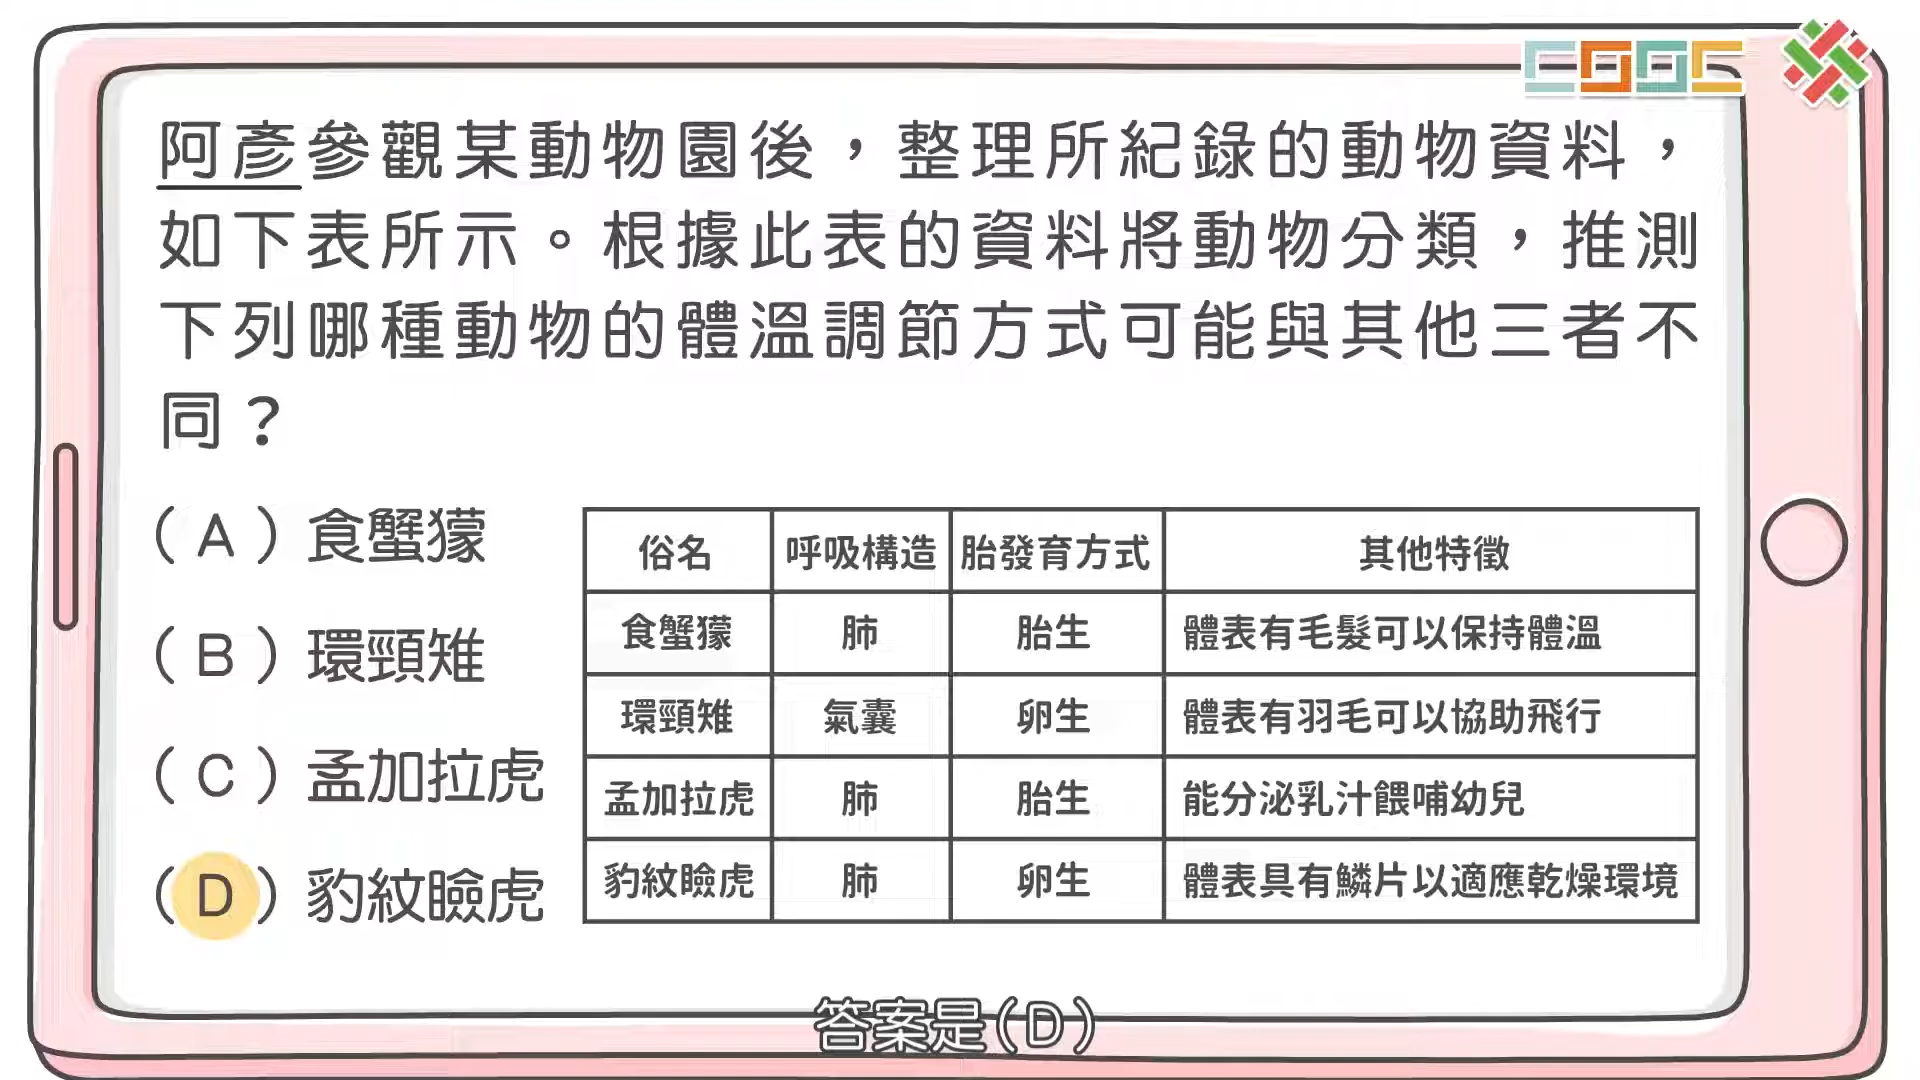 阿彥參觀某動物園後，整理所紀錄的動物資料，
如下表所示。根據此表的資料將動物分類，推測
下列哪種動物的體溫調節方式可能與其他三者不
同？
（A）食蟹獴
（B）環頸雉
（C）孟加拉虎
（D）豹紋瞼虎
俗名 呼吸構造 胎發育方式 其他特徵
食蟹獴 肺 胎生 體表有毛髮可以保持體溫
環頸雉 氣囊 卵生 體表有羽毛可以協助飛行
孟加拉虎 肺 胎生 能分泌乳汁餵哺幼兒
豹紋瞼虎 肺 卵生 體表具有鱗片以適應乾燥環境
答案是(D)